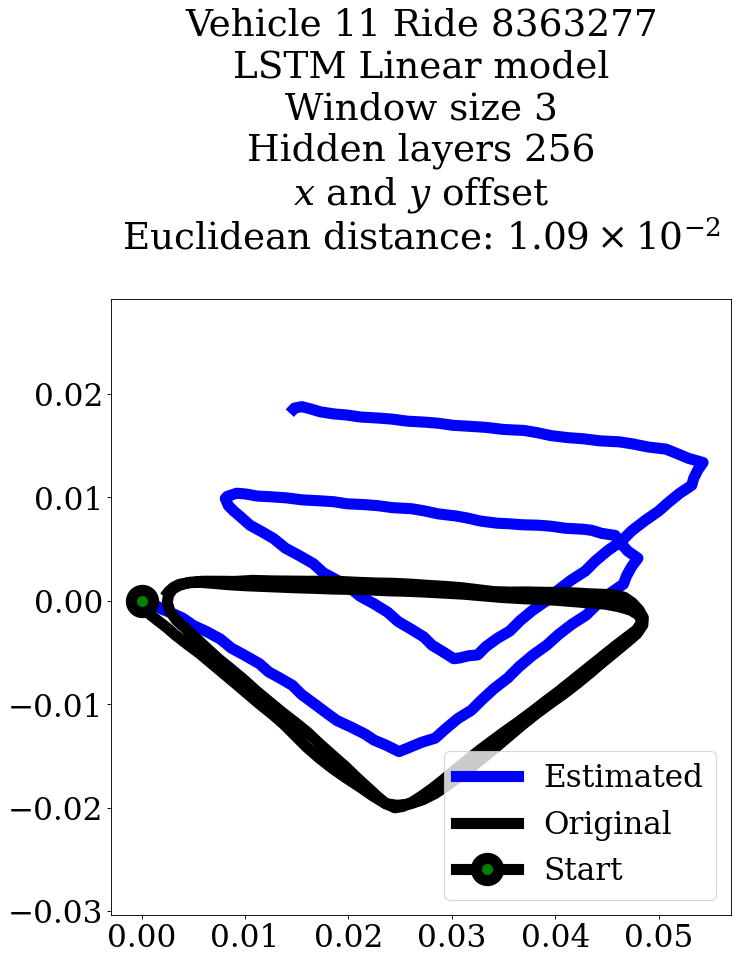 Vehicle 11 Ride 8363277
LSTM Linear model
Window size 3
Hidden layers 256
x and y offset
Euclidean distance: 1.09 × 10⁻²
0.02
0.01
0.00
−0.01
−0.02
−0.03
Estimated
Original
Start
0.00 0.01 0.02 0.03 0.04 0.05